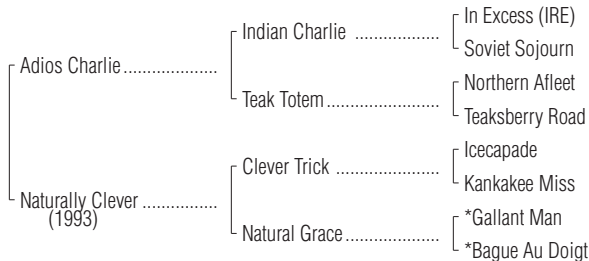 In Excess (IRE)
Indian Charlie ..................
Soviet Sojourn
Adios Charlie...................
Northern Afleet
Teak Totem........................
Teaksberry Road
Icecapade
Clever Trick ......................
Kankakee Miss
Naturally Clever ................
(1993)
*Gallant Man
Natural Grace....................
*Bague Au Doigt